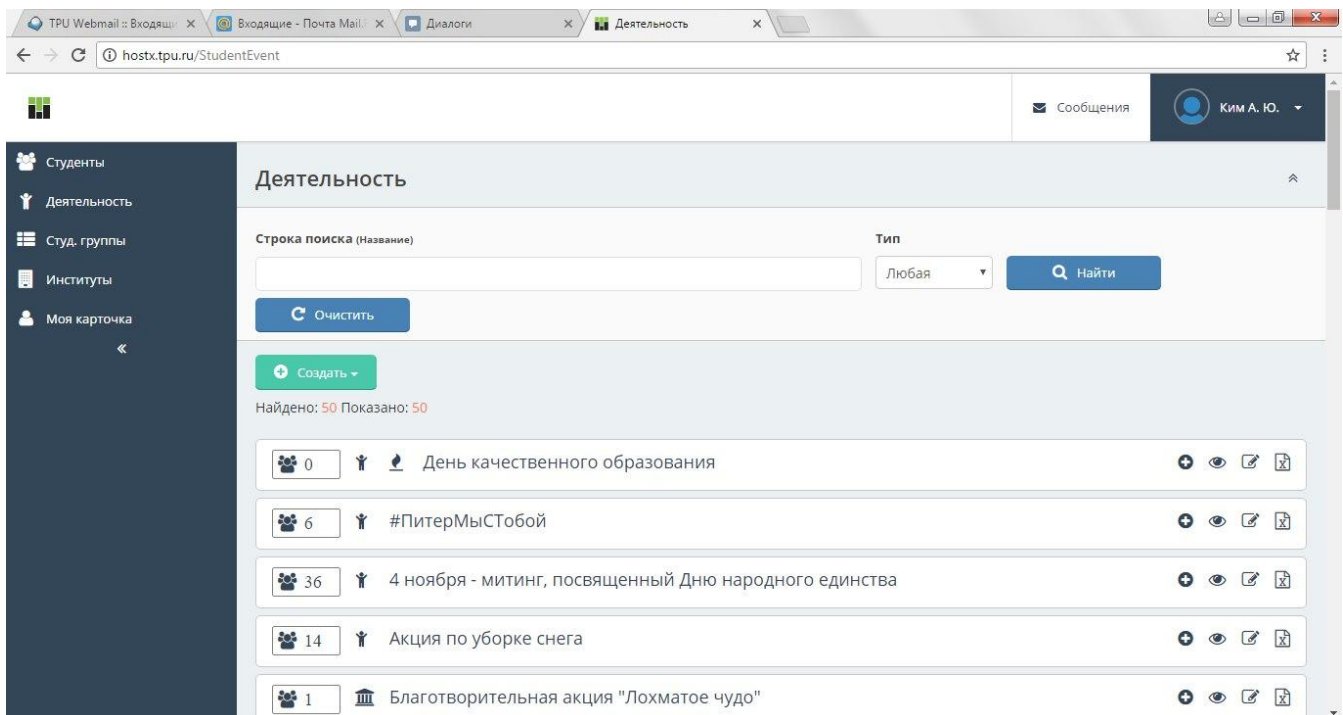 TPU Webmail :: Входящи
Входящие - Почта Mail.
Диалоги
Деятельность
hostx.tpu.ru/StudentEvent
Сообщения
Ким А. Ю.
Студенты
Деятельность
Студ. группы
Институты
Моя карточка
Деятельность
Строка поиска (Название)
Тип
Любая
Найти
Очистить
Создать
Найдено: 50 Показано: 50
0 День качественного образования
6 #ПитерМыСТобой
36 4 ноября - митинг, посвященный Дню народного единства
14 Акция по уборке снега
1 Благотворительная акция "Лохматое чудо"